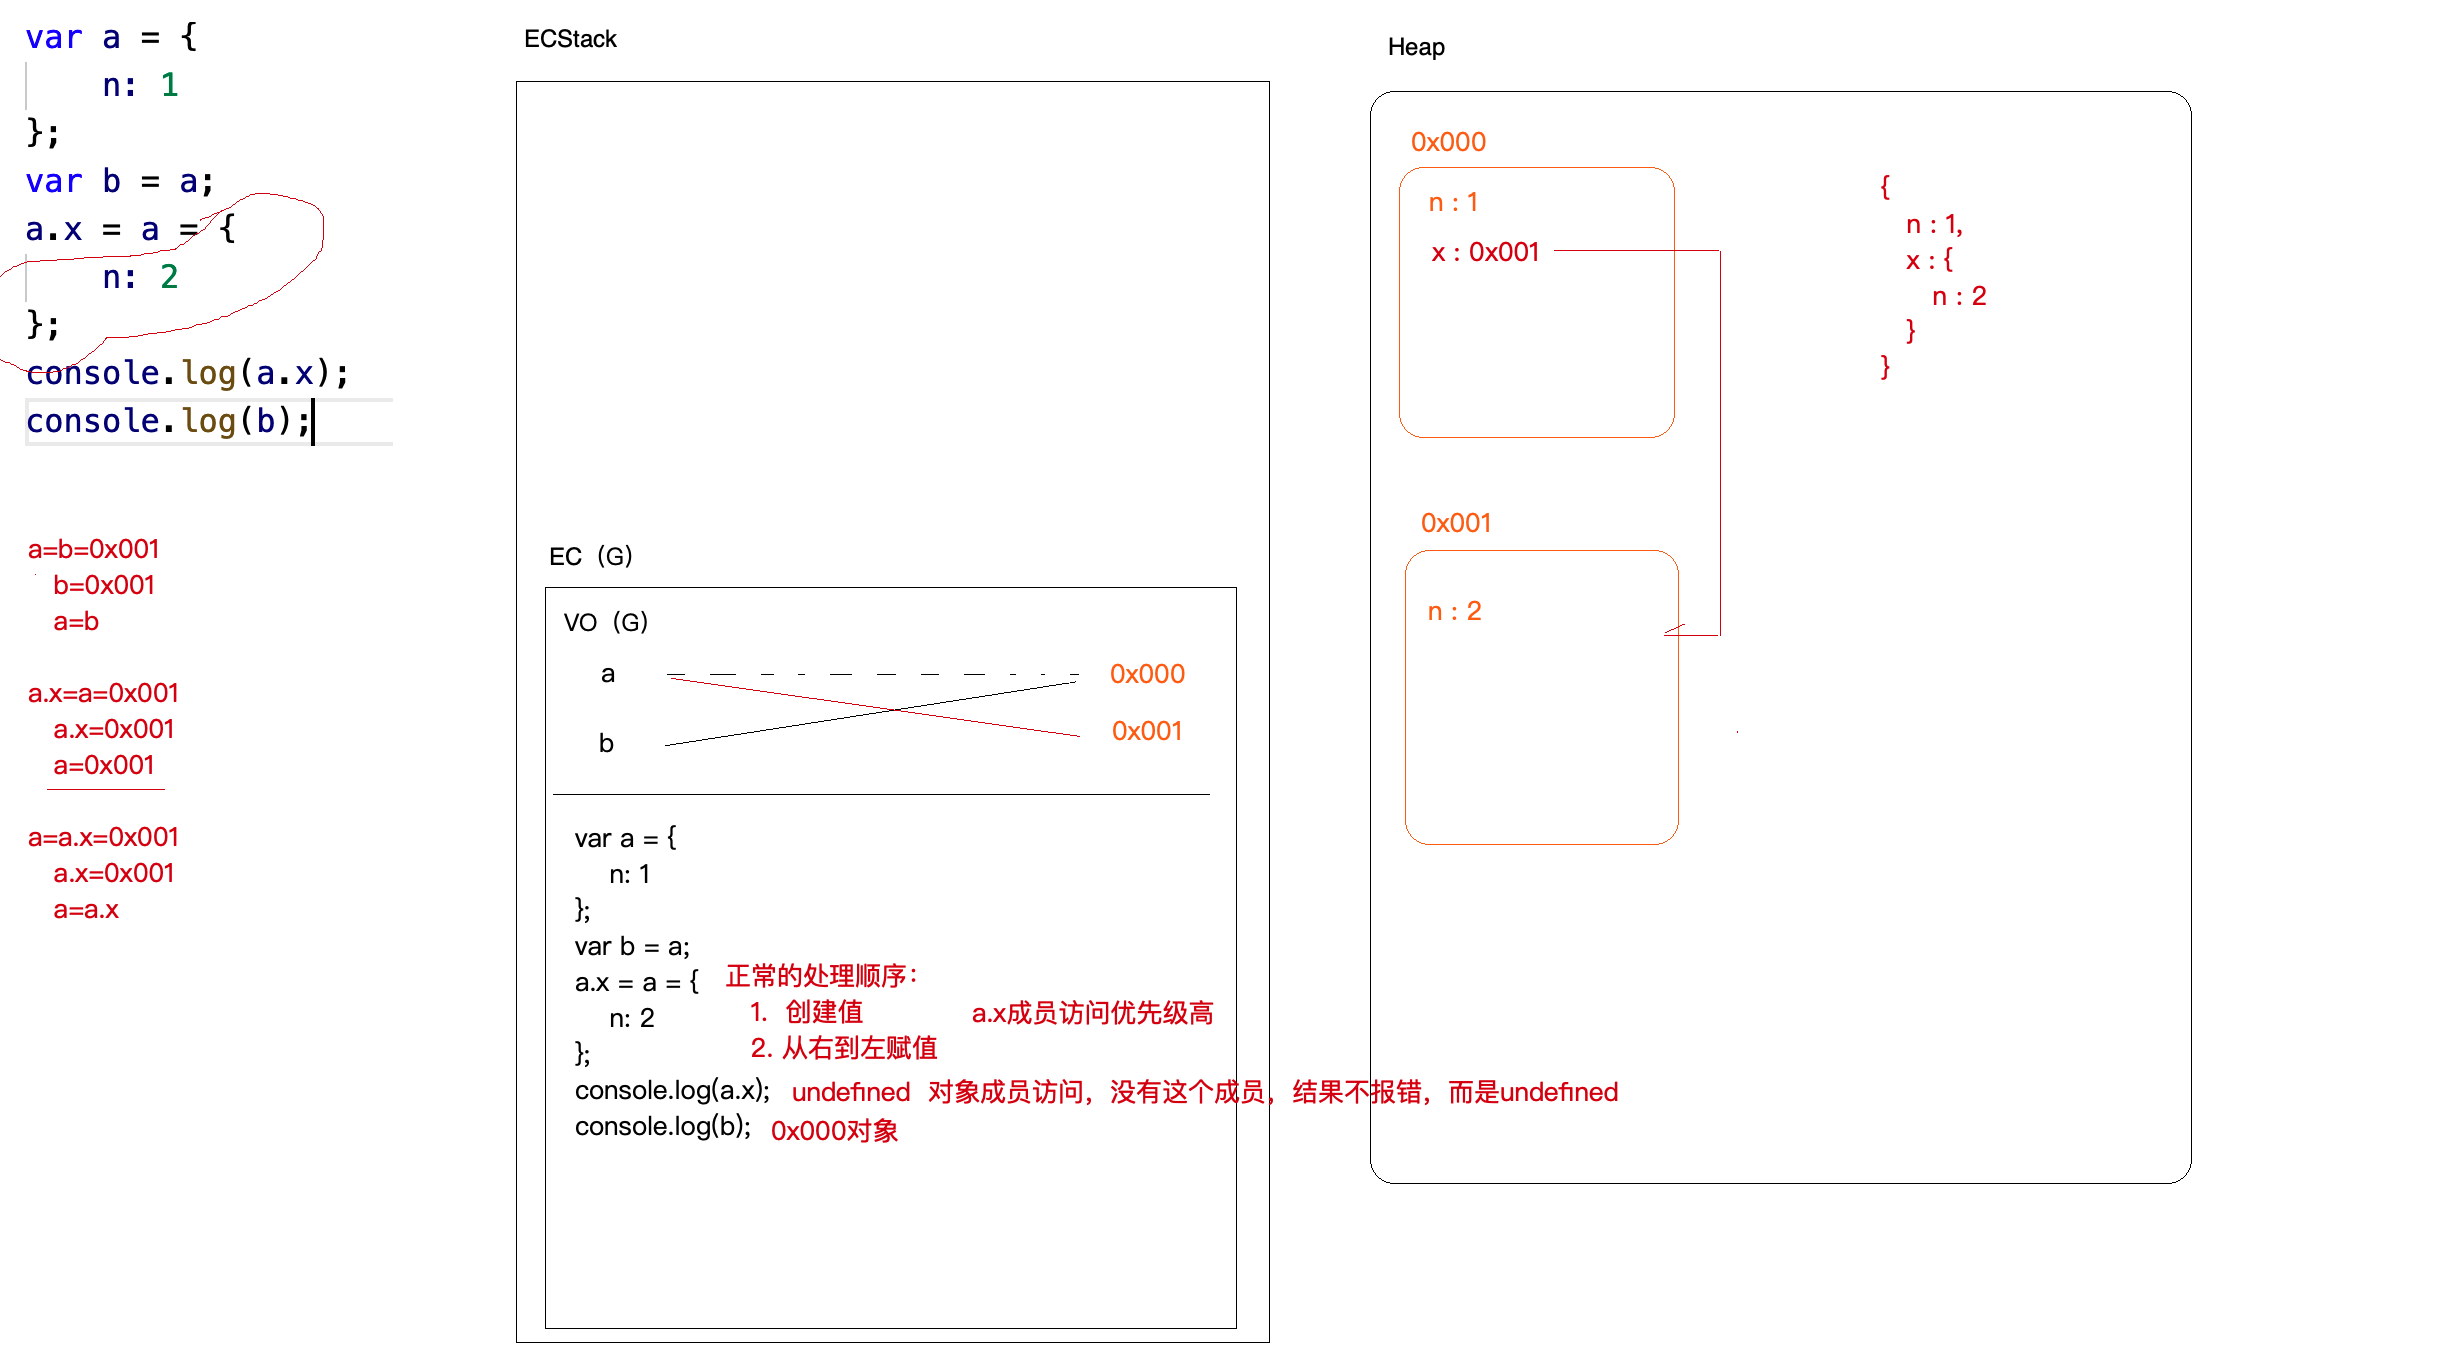 var a = {
n: 1
};
var b = a;
a.x = a = {
n: 2
};
console.log(a.x);
console.log(b);
a=b=0x001
b=0x001
a=b
a.x=a=0x001
a.x=0x001
a=0x001
a=a.x=0x001
a.x=0x001
a=a.x
ECStack
EC（G）
VO（G）
a
0x000
b
0x001
var a = {
n: 1
};
var b = a;
a.x = a = {
n: 2
};
正常的处理顺序：
1. 创建值
2. 从右到左赋值
a.x成员访问优先级高
console.log(a.x); undefined 对象成员访问，没有这个成员，结果不报错，而是undefined
console.log(b); 0x000对象
Heap
0x000
n：1
x：0x001
0x001
n：2
{
n：1,
x：{
n：2
}
}